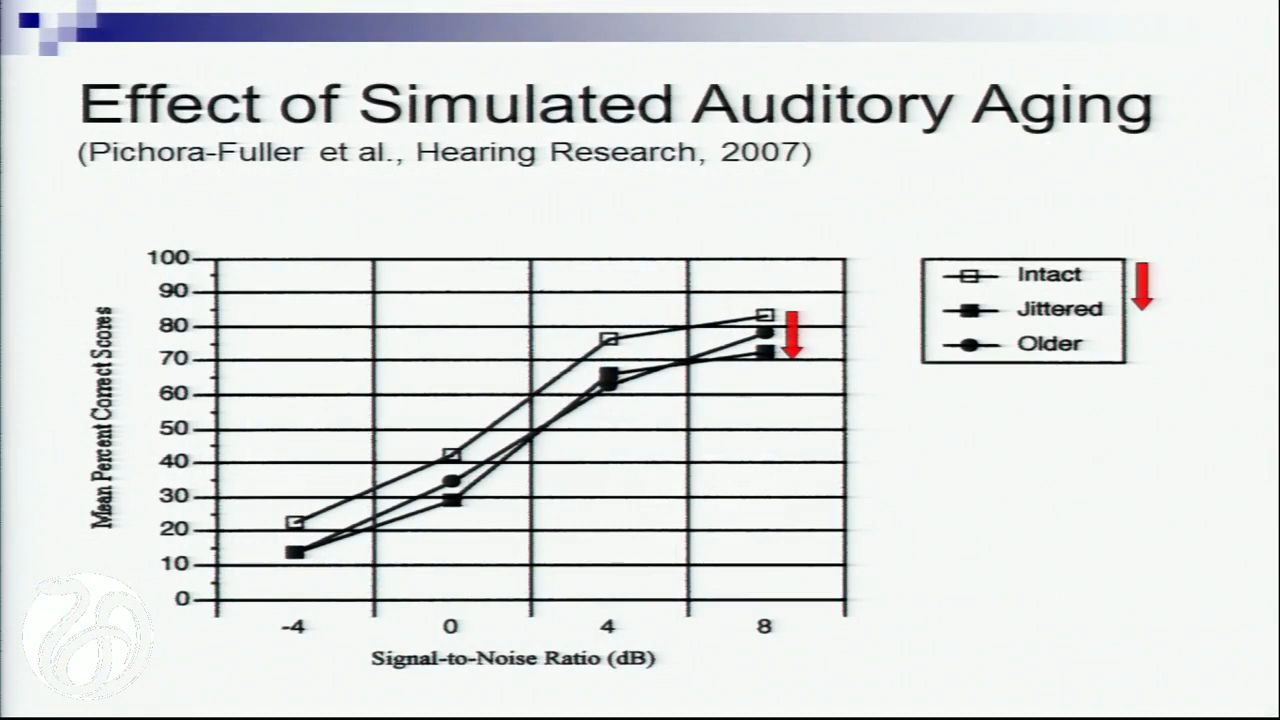 Effect of Simulated Auditory Aging
(Pichora-Fuller et al., Hearing Research, 2007)
100
90
80
70
60
50
40
30
20
10
0
Mean Percent Correct Scores
-4 0 4 8
Signal-to-Noise Ratio (dB)
Intact
Jittered
Older